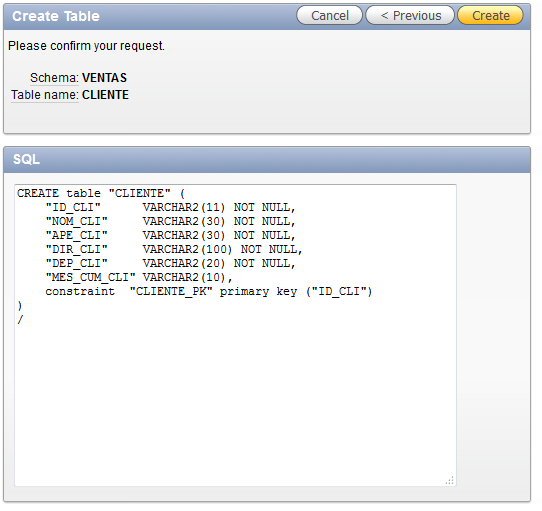 Create Table
Cancel
< Previous
Create
Please confirm your request.
Schema: VENTAS
Table name: CLIENTE
SQL
CREATE table "CLIENTE" (
    "ID_CLI"      VARCHAR2(11) NOT NULL,
    "NOM_CLI"     VARCHAR2(30) NOT NULL,
    "APE_CLI"     VARCHAR2(30) NOT NULL,
    "DIR_CLI"     VARCHAR2(100) NOT NULL,
    "DEP_CLI"     VARCHAR2(20) NOT NULL,
    "MES_CUM_CLI" VARCHAR2(10),
    constraint  "CLIENTE_PK" primary key ("ID_CLI")
)
/